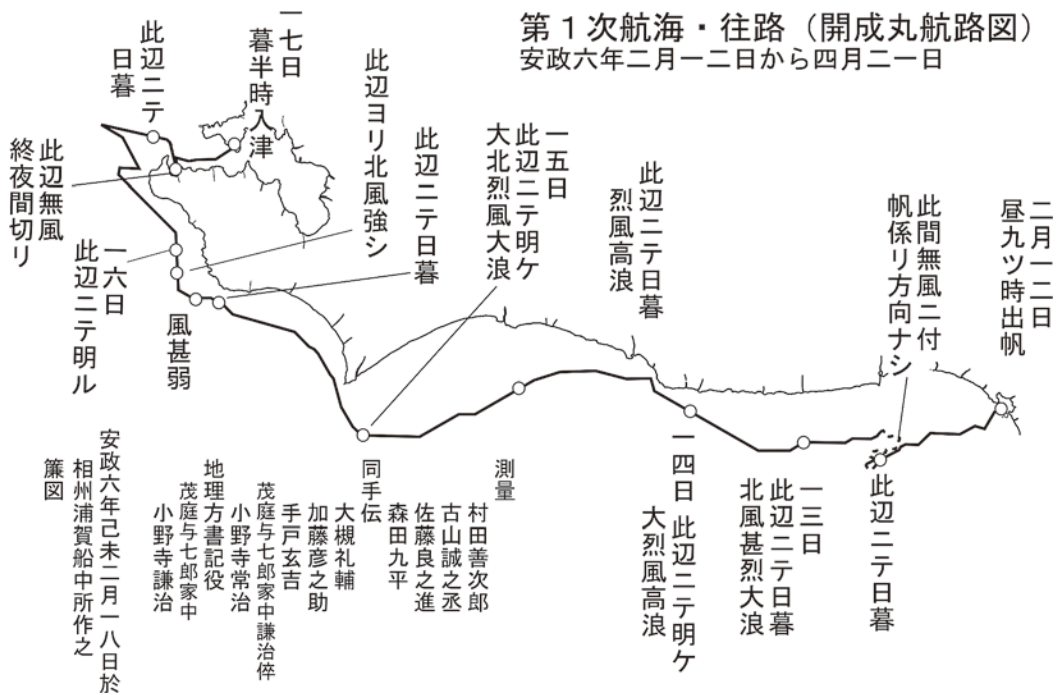 第１次航海・往路（開成丸航路図）
安政六年二月一二日から四月二一日
二月一二日
昼九ツ時出帆
此間無風ニ付
帆係リ方向ナシ
此辺ニテ日暮
一三日
此辺ニテ日暮
北風甚烈大浪
一四日 此辺ニテ明ケ
大烈風高浪
此辺ニテ日暮
烈風高浪
一五日
此辺ニテ明ケ
大北烈風大浪
此辺ニテ日暮
風甚弱
此辺ヨリ北風強シ
一六日
此辺ニテ明ル
此辺無風
終夜間切リ
此辺ニテ
日暮
一七日
暮半時入津
測量
村田善次郎
古山誠之丞
佐藤良之進
森田九平
同手伝
大槻礼輔
加藤彦之助
手戸玄吉
茂庭与七郎家中謙治倅
小野寺常治
地理方書記役
茂庭与七郎家中
小野寺謙治
安政六年己未二月一八日於
相州浦賀船中所作之
簾図